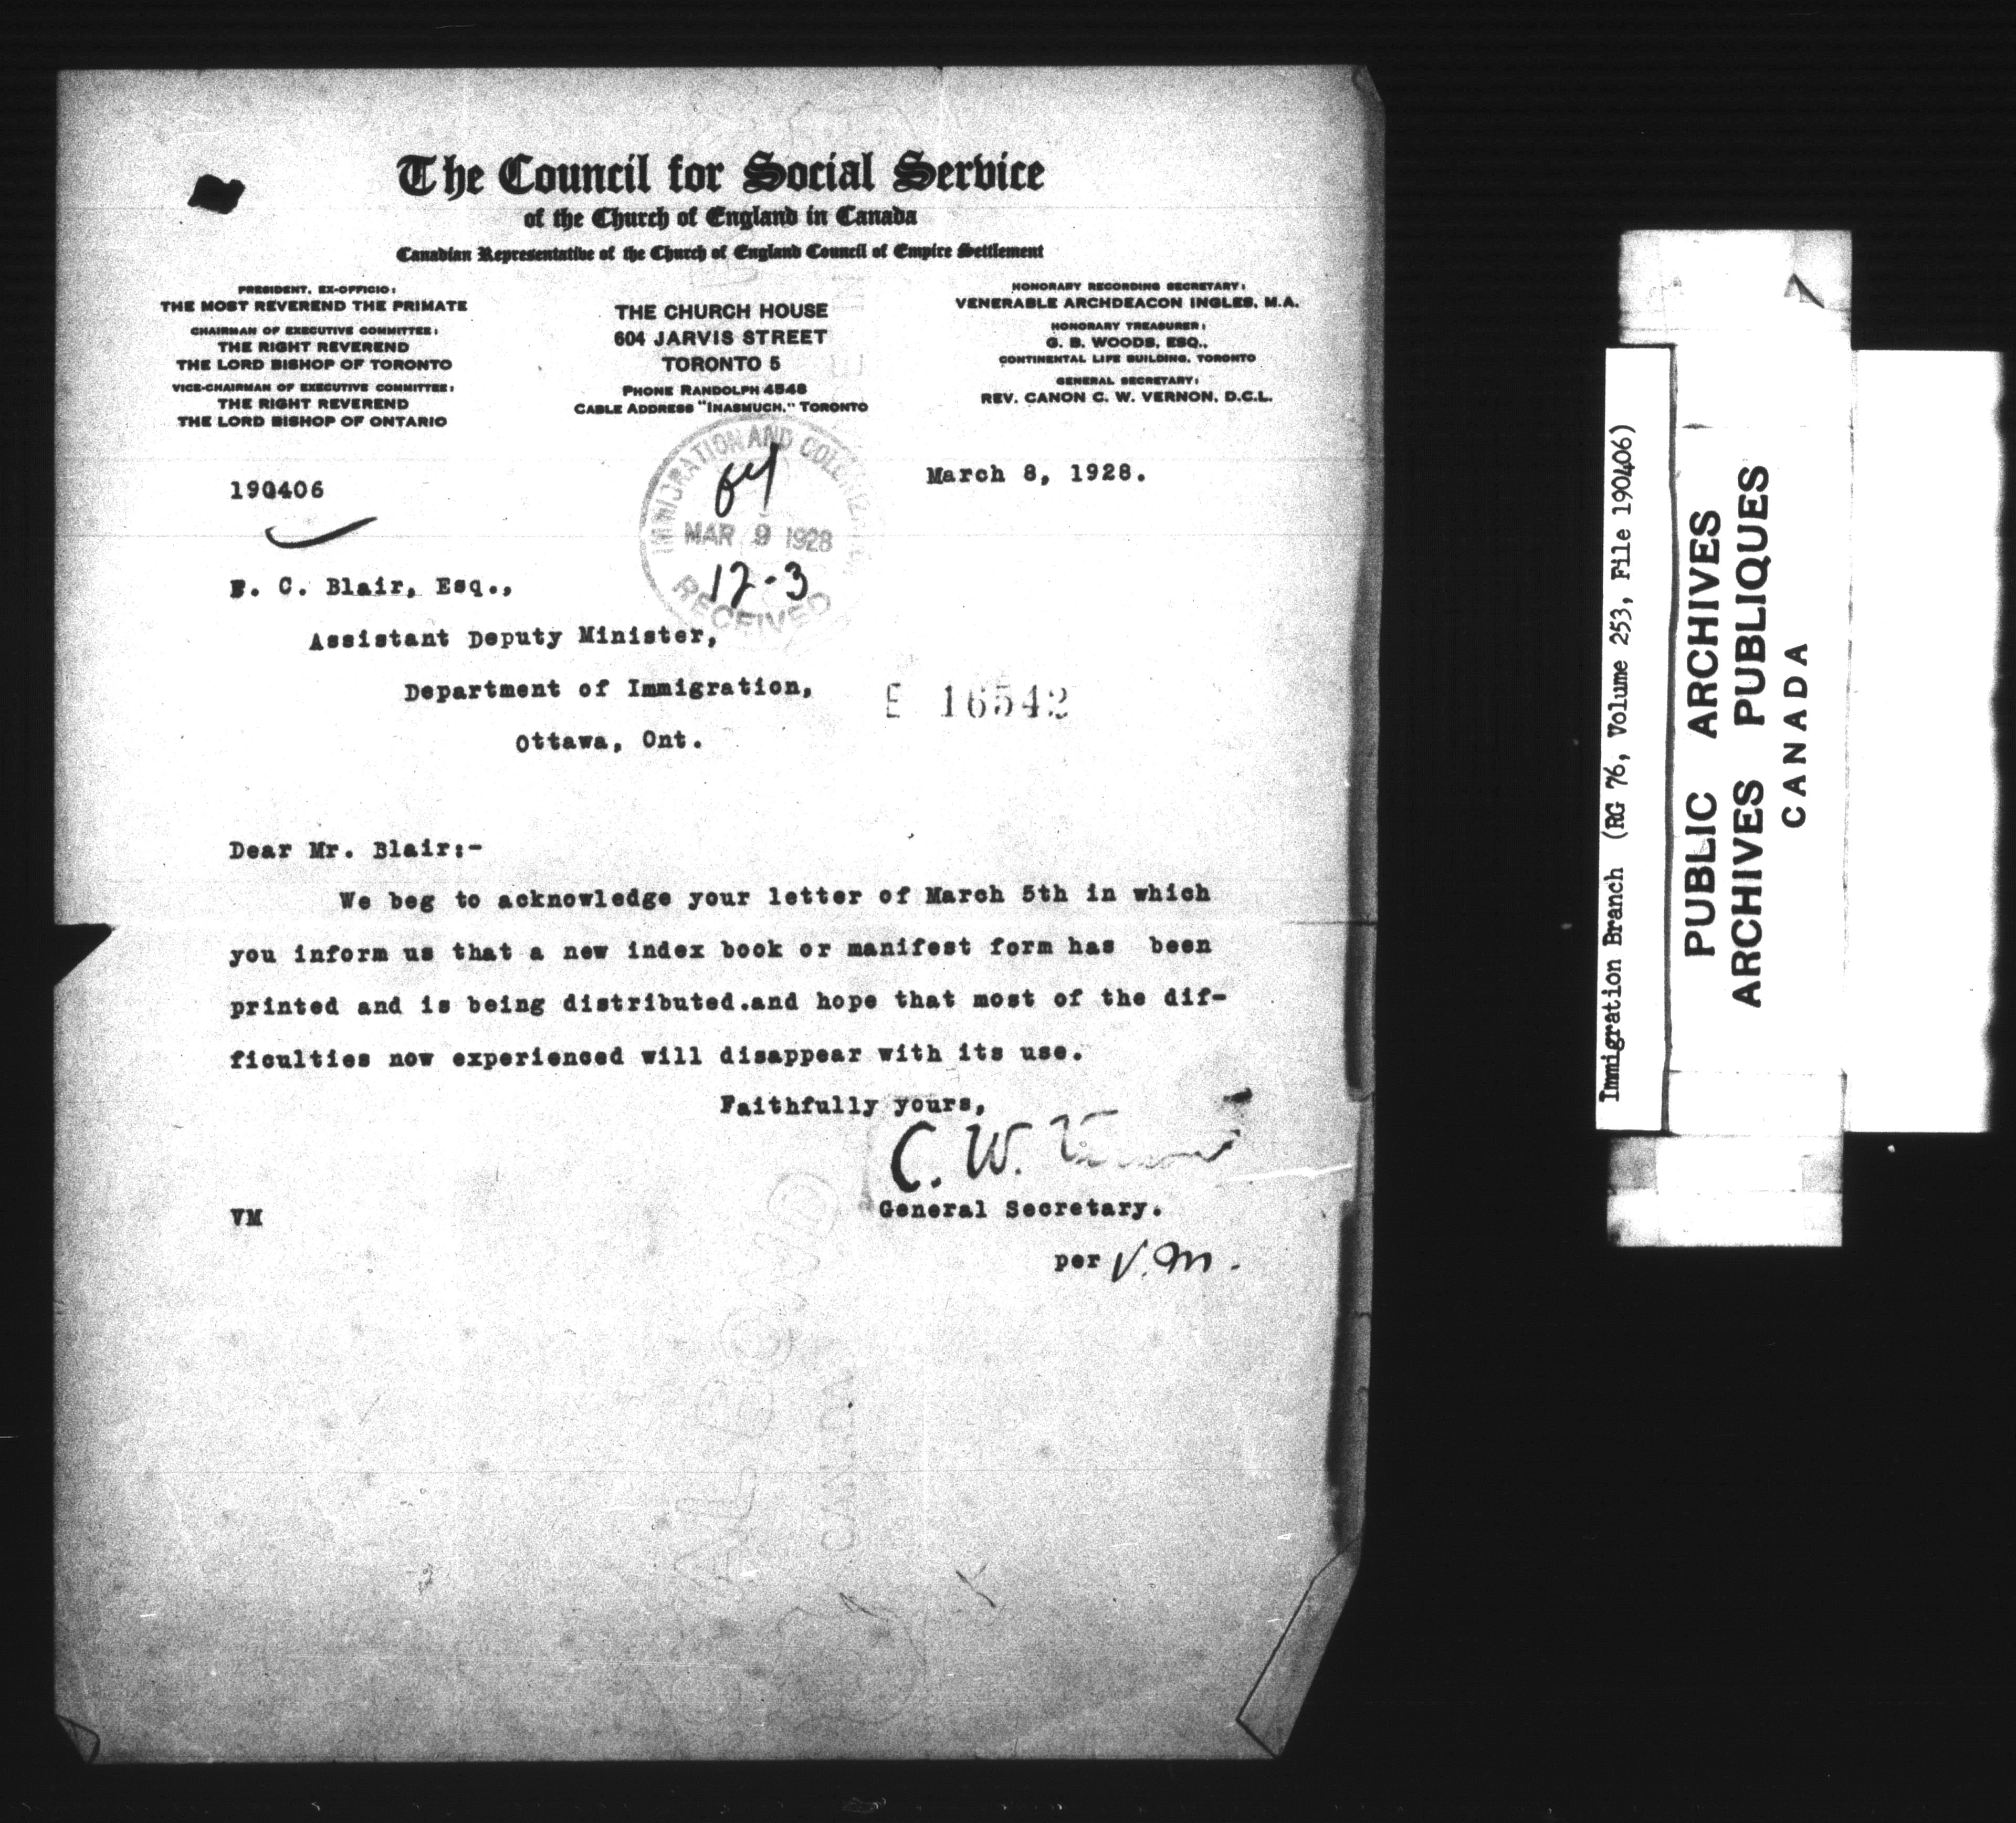 The Council for Social Service
of the Church of England in Canada
Canadian Representative of the Church of England Council of Empire Settlement
PRESIDENT, EX-OFFICIO:
THE MOST REVEREND THE PRIMATE
CHAIRMAN OF EXECUTIVE COMMITTEE:
THE RIGHT REVEREND
THE LORD BISHOP OF TORONTO
VICE-CHAIRMAN OF EXECUTIVE COMMITTEE:
THE RIGHT REVEREND
THE LORD BISHOP OF ONTARIO
THE CHURCH HOUSE
604 JARVIS STREET
TORONTO 5
PHONE RANDOLPH 4548
CABLE ADDRESS "INASMUCH," TORONTO
HONORARY RECORDING SECRETARY:
VENERABLE ARCHDEACON INGLES, M.A.
HONORARY TREASURER:
G. B. WOODS, ESQ.,
CONTINENTAL LIFE BUILDING, TORONTO
GENERAL SECRETARY:
REV. CANON C. W. VERNON, D.C.L.
190406
March 8, 1928.
IMMIGRATION AND
MAR 9 1928
12-3
RECEIVED
F. C. Blair, Esq.,
Assistant Deputy Minister,
Department of Immigration,
Ottawa, Ont.
E 16542
Dear Mr. Blair:-
We beg to acknowledge your letter of March 5th in which
you inform us that a new index book or manifest form has been
printed and is being distributed.and hope that most of the dif-
ficulties now experienced will disappear with its use.
Faithfully yours,
C. W. Vernon
General Secretary.
VM
per V.M.
Immigration Branch (RG 76, Volume 253, File 190406)
PUBLIC ARCHIVES
ARCHIVES PUBLIQUES
CANADA